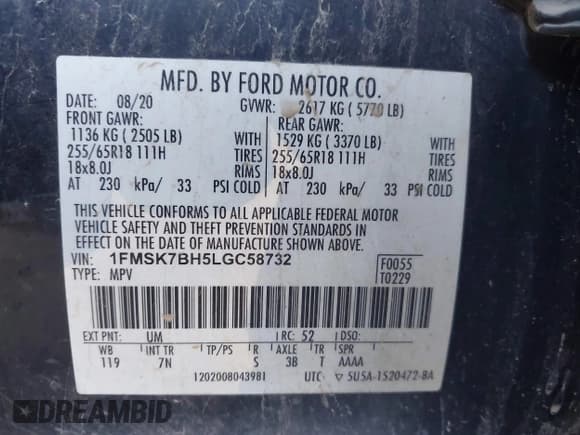 MFD. BY FORD MOTOR CO.
DATE: 08/20 GVWR: 2617 KG ( 5770 LB)
FRONT GAWR: REAR GAWR:
1136 KG ( 2505 LB) WITH 1529 KG ( 3370 LB) WITH
255/65R18 111H TIRES 255/65R18 111H TIRES
18x8.0J RIMS 18x8.0J RIMS
AT 230 kPa/ 33 PSI COLD AT 230 kPa/ 33 PSI COLD
THIS VEHICLE CONFORMS TO ALL APPLICABLE FEDERAL MOTOR
VEHICLE SAFETY AND THEFT PREVENTION STANDARDS IN
EFFECT ON THE DATE OF MANUFACTURE SHOWN ABOVE.
VIN: 1FMSK7BH5LGC58732 F0055
TYPE: MPV T0229
EXT PNT: UM RC: 52 DSO:
WB INT TR TP/PS R AXLE TR SPR
119 7N S 3B T AAAA
1202008043981 UTC ▽ 5U5A-1520472-BA
DREAMBID